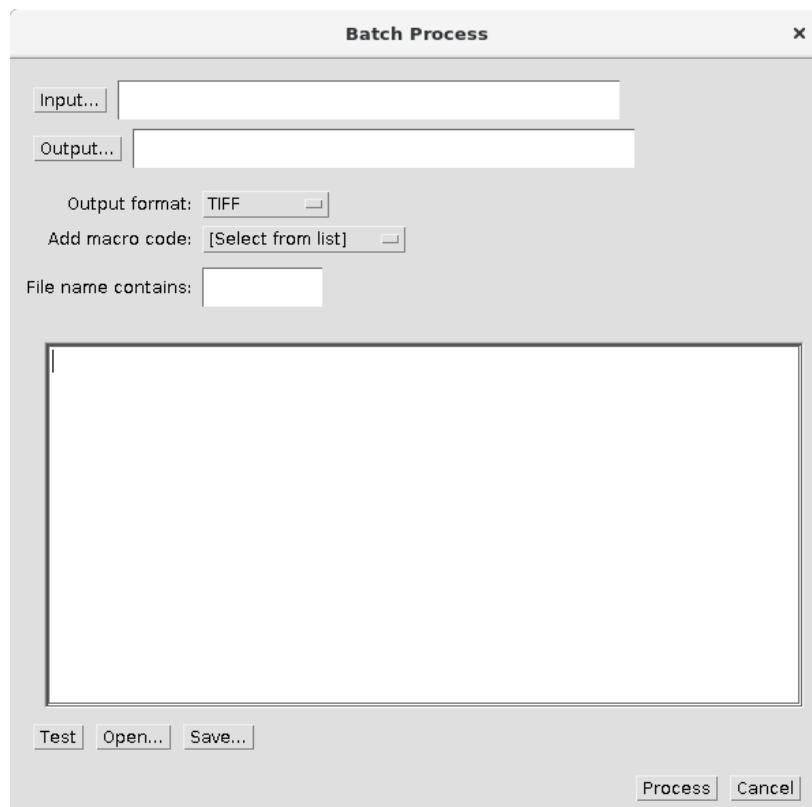 Batch Process ×
Input...
Output...
Output format: TIFF
Add macro code: [Select from list]
File name contains:
Test Open... Save...
Process Cancel